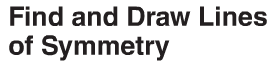 Find and Draw Lines
of Symmetry